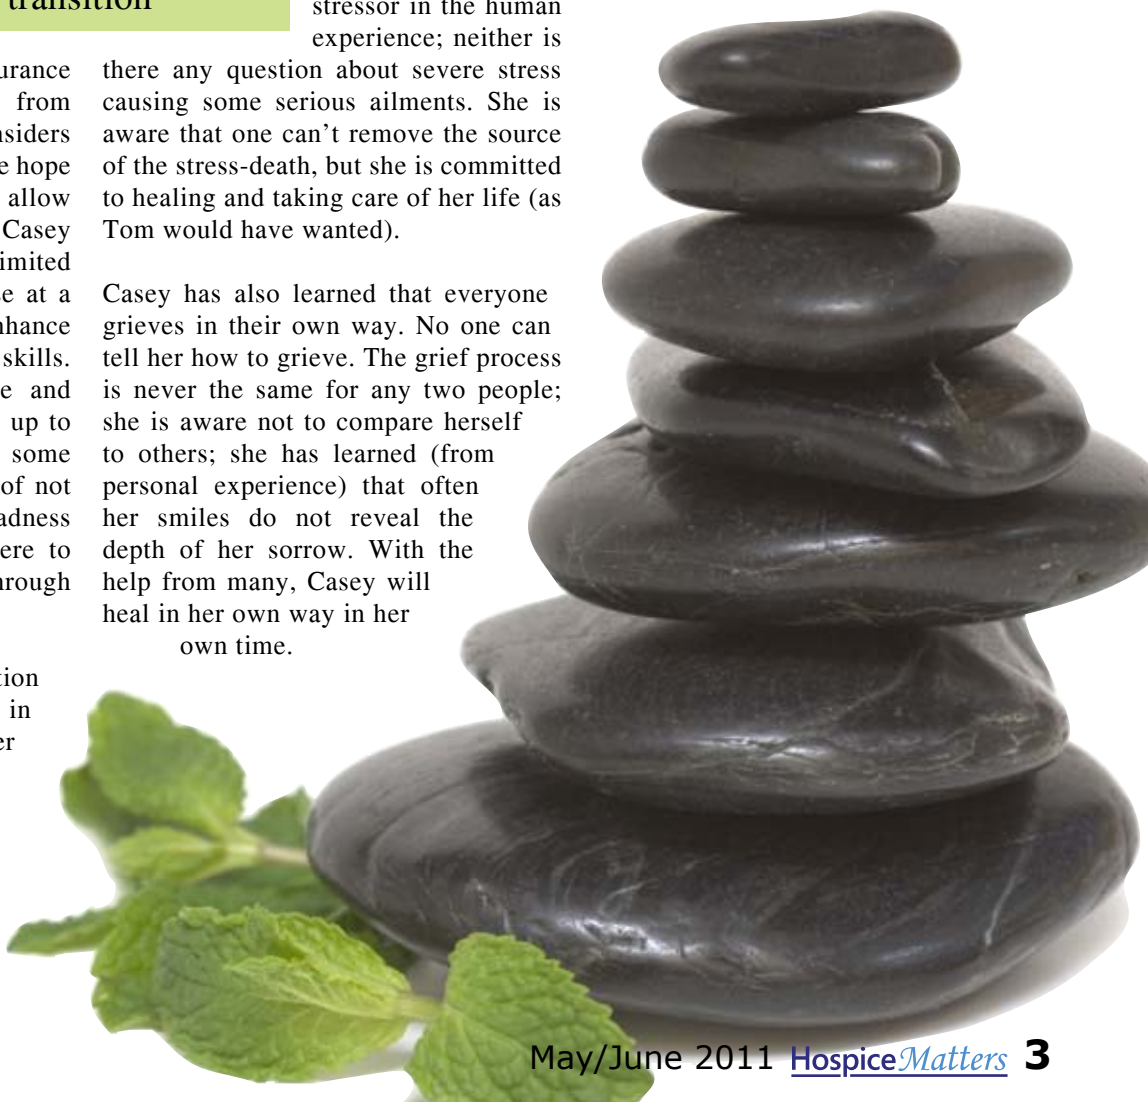 transition
urance
from
nsiders
e hope
allow
Casey
imited
e at a
nhance
skills.
e and
up to
some
of not
adness
ere to
hrough
tion
in
er
stressor in the human
experience; neither is
there any question about severe stress
causing some serious ailments. She is
aware that one can’t remove the source
of the stress-death, but she is committed
to healing and taking care of her life (as
Tom would have wanted).
Casey has also learned that everyone
grieves in their own way. No one can
tell her how to grieve. The grief process
is never the same for any two people;
she is aware not to compare herself
to others; she has learned (from
personal experience) that often
her smiles do not reveal the
depth of her sorrow. With the
help from many, Casey will
heal in her own way in her
own time.
May/June 2011 HospiceMatters 3